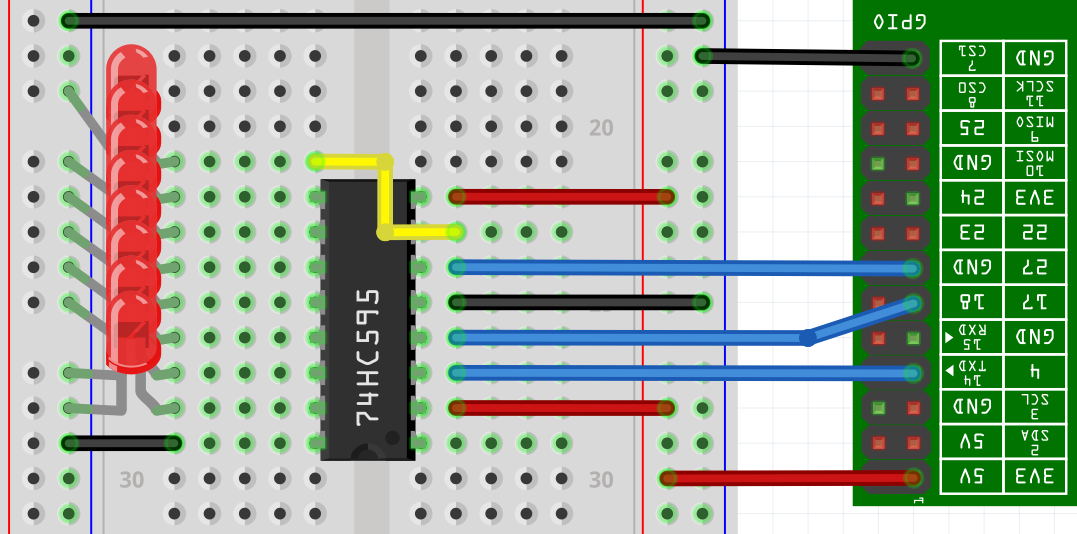 GPIO
7
CS1
GND
8
CS0
11
SCLK
20
25
9
MISO
GND
10
MOSI
24
3V3
23
22
GND
27
18
17
74HC595
15
RXD
GND
14
TXD
4
GND
3
SCL
5V
2
SDA
30
30
5V
3V3